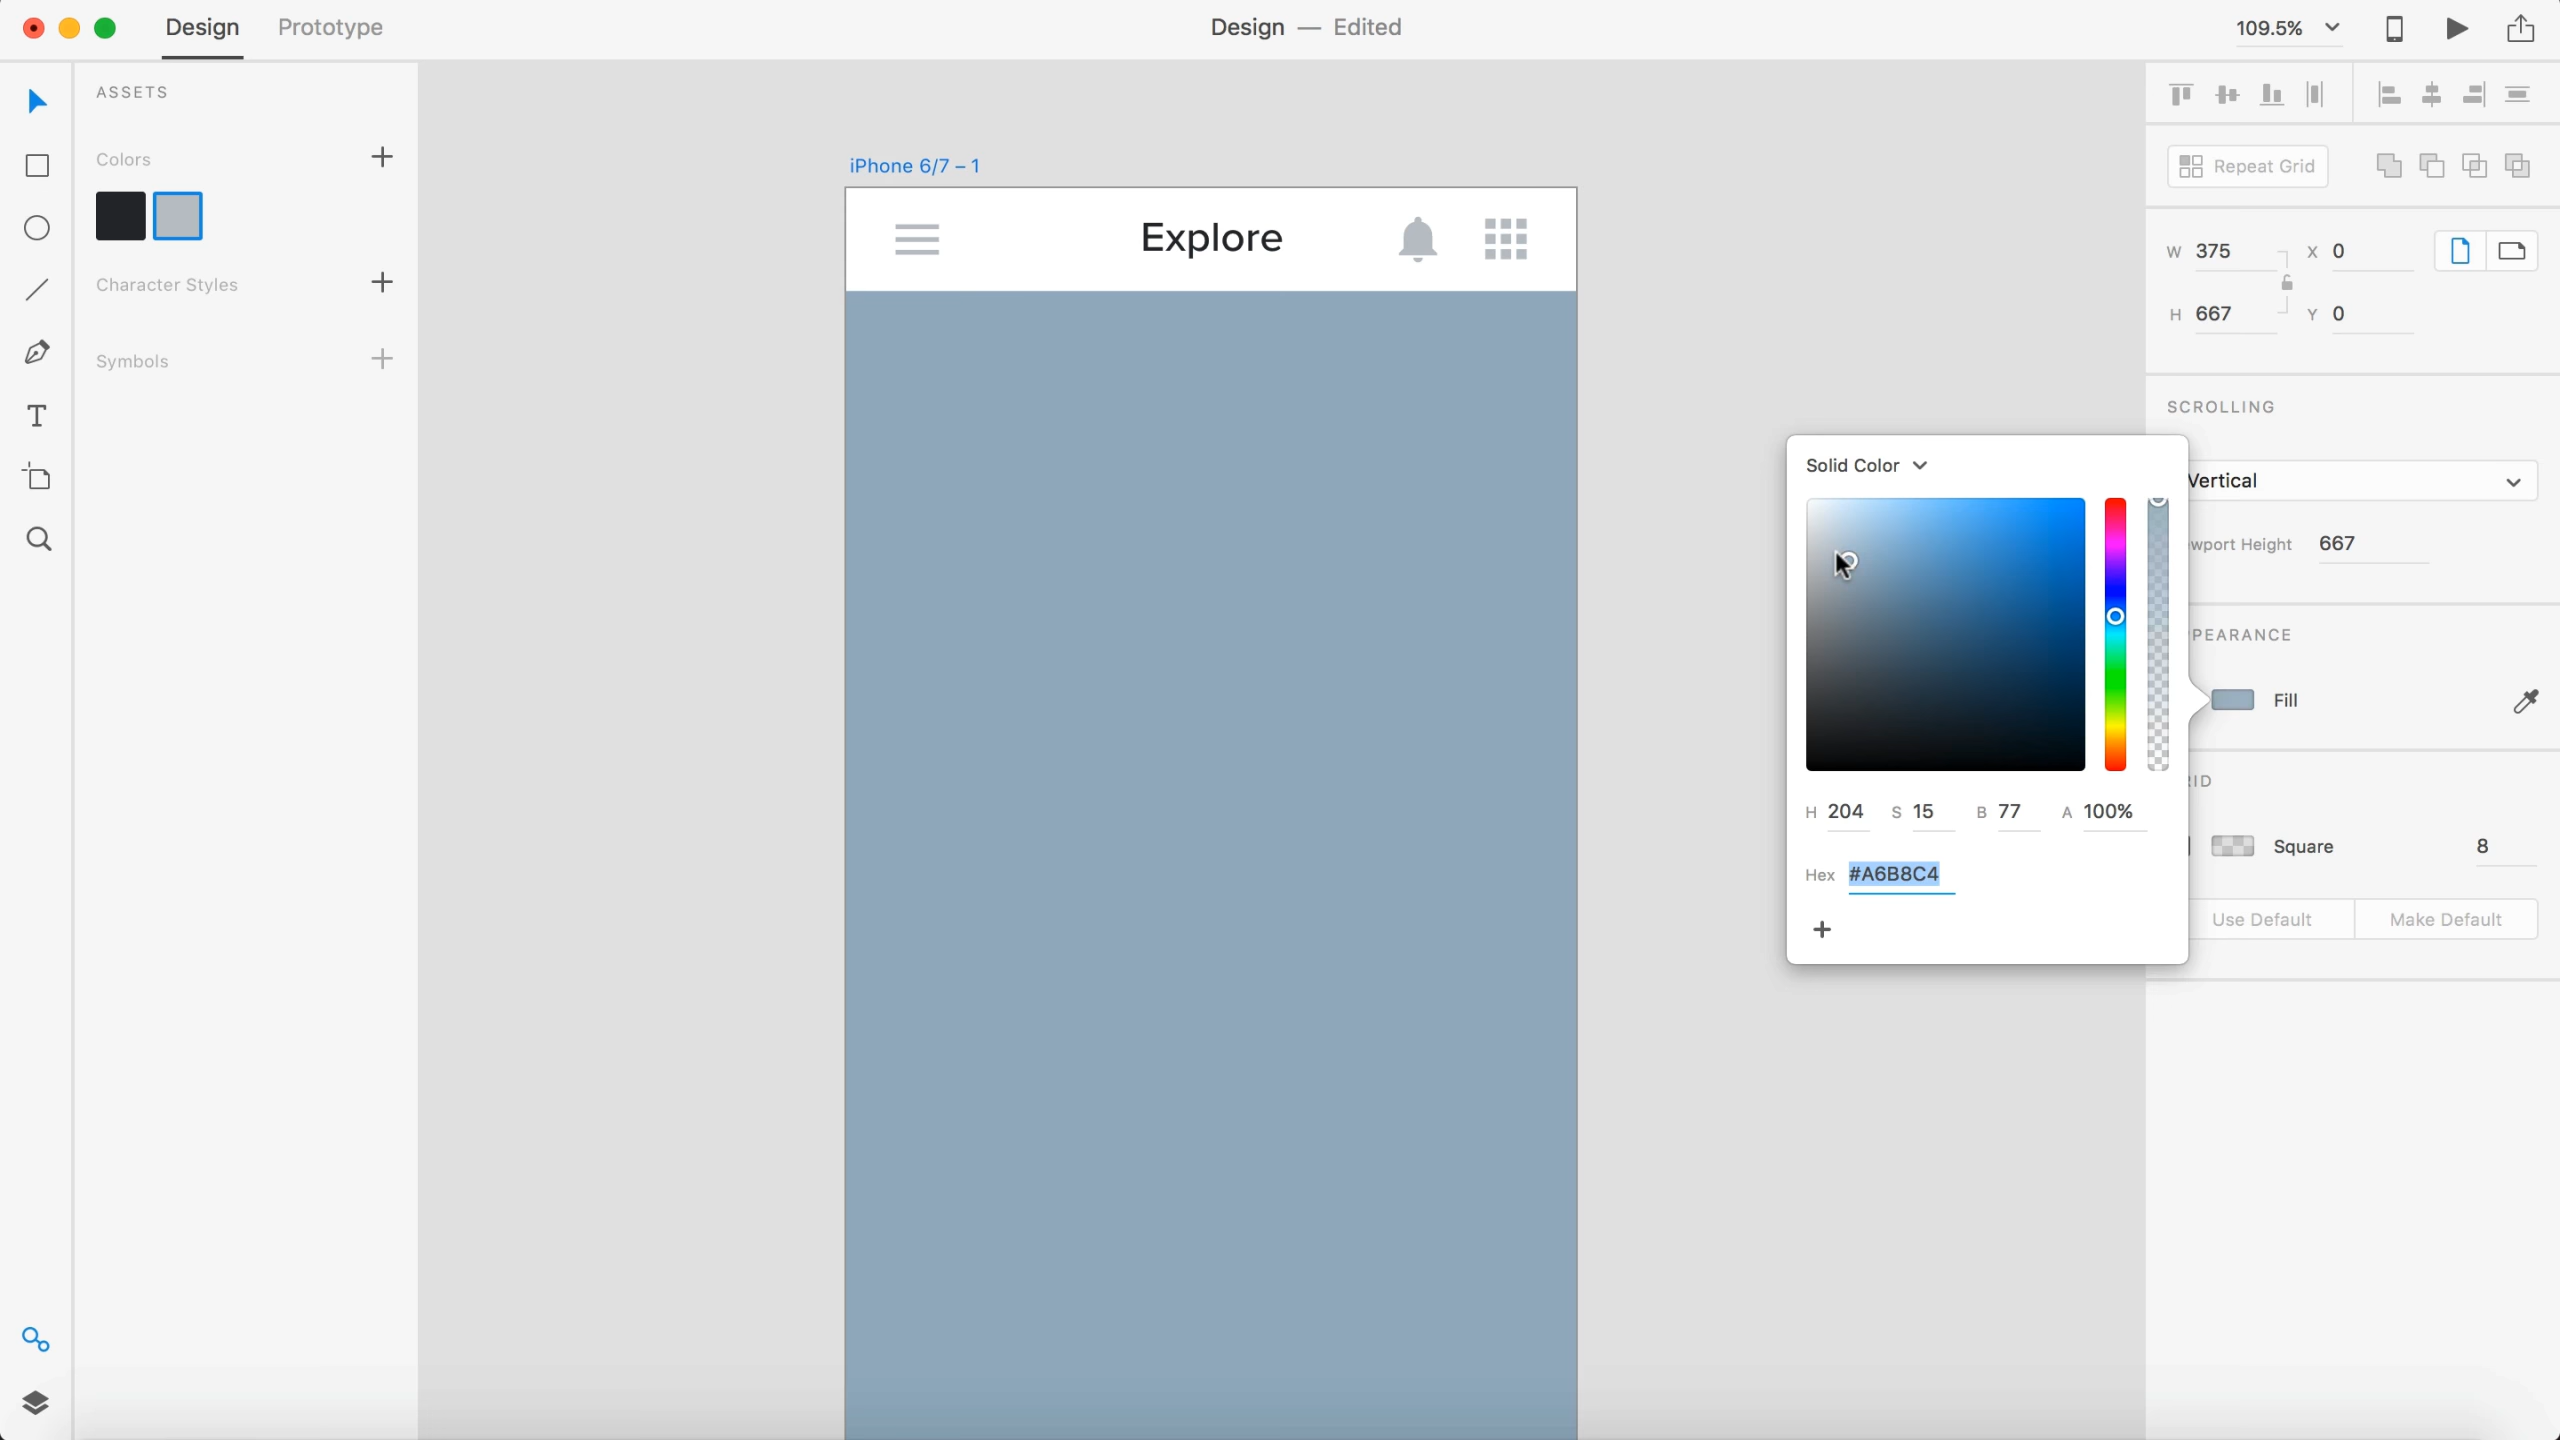 Design Prototype
Design — Edited
109.5%
ASSETS
Colors
Character Styles
Symbols
iPhone 6/7 – 1
Explore
Repeat Grid
W 375 X 0
H 667 Y 0
SCROLLING
Vertical
wport Height 667
PEARANCE
Fill
ID
Square 8
Use Default Make Default
Solid Color
H 204 S 15 B 77 A 100%
Hex #A6B8C4